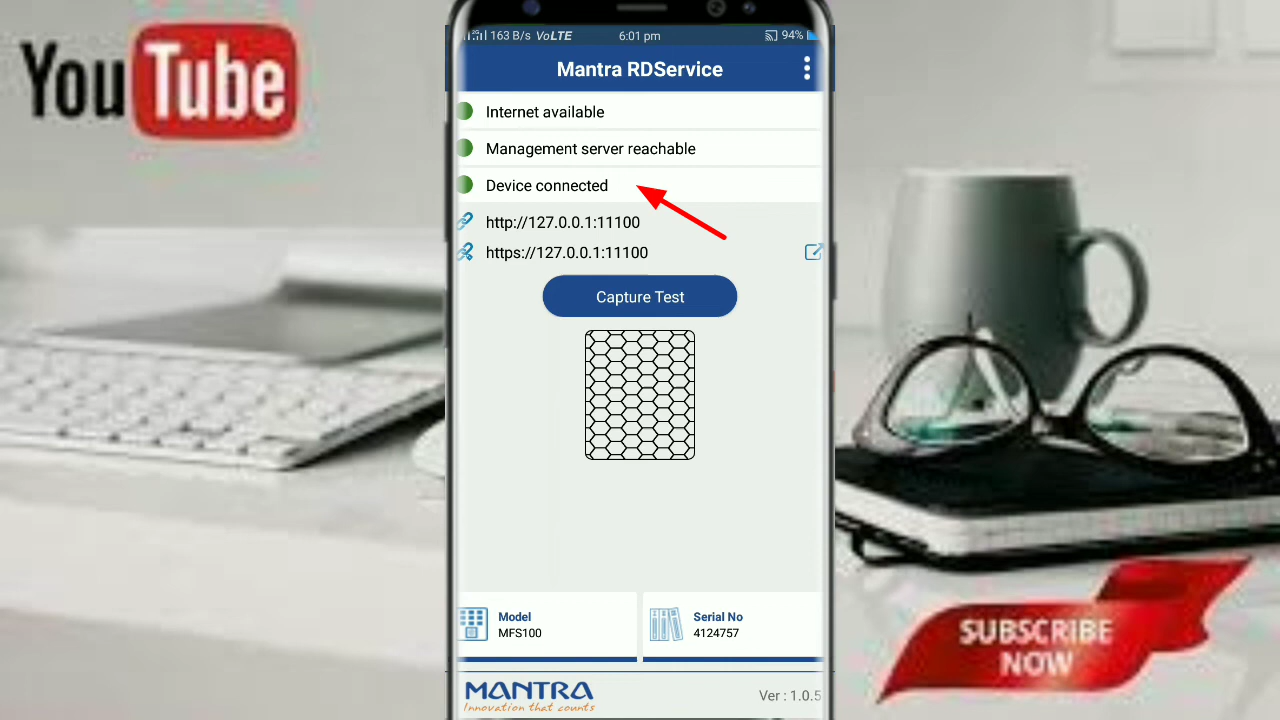 YouTube
163 B/s VoLTE 6:01 pm 94%
Mantra RDService
Internet available
Management server reachable
Device connected
http://127.0.0.1:11100
https://127.0.0.1:11100
Capture Test
Model
MFS100
Serial No
4124757
MANTRA
Innovation that counts
Ver : 1.0.5
SUBSCRIBE
NOW